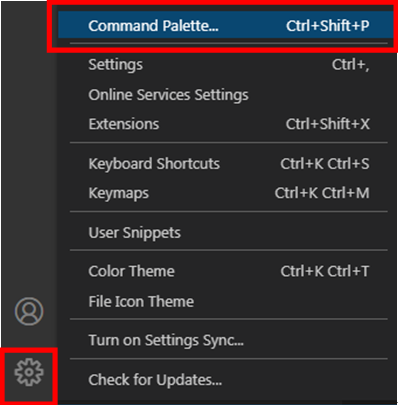 Command Palette... Ctrl+Shift+P
Settings Ctrl+,
Online Services Settings
Extensions Ctrl+Shift+X
Keyboard Shortcuts Ctrl+K Ctrl+S
Keymaps Ctrl+K Ctrl+M
User Snippets
Color Theme Ctrl+K Ctrl+T
File Icon Theme
Turn on Settings Sync...
Check for Updates...